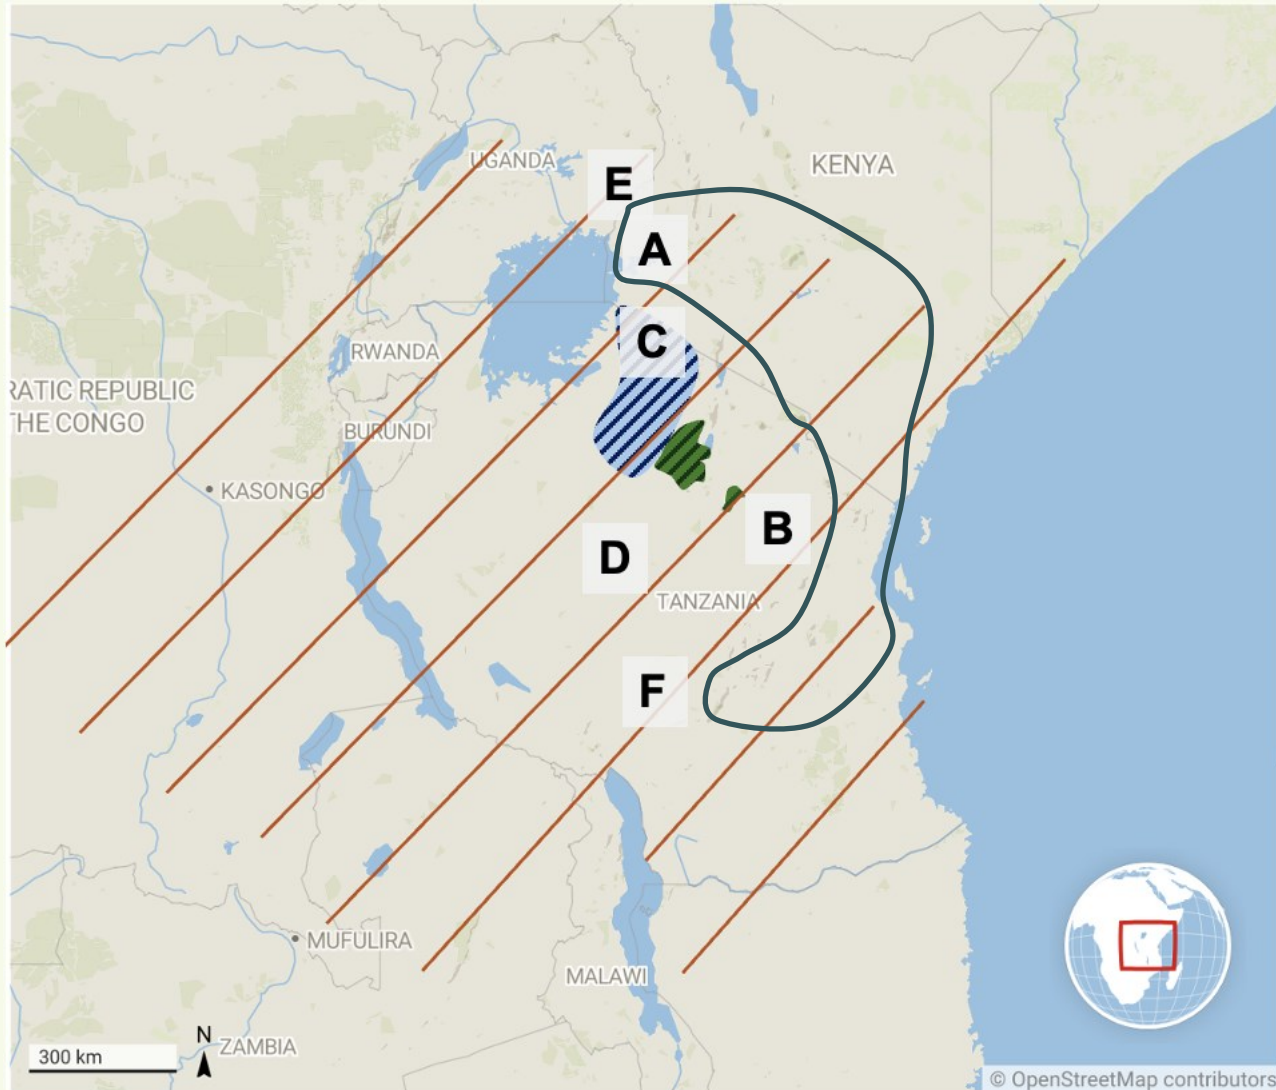 UGANDA
KENYA
E
A
C
RWANDA
RATIC REPUBLIC
THE CONGO
BURUNDI
KASONGO
B
D
TANZANIA
F
MUFULIRA
MALAWI
N
ZAMBIA
300 km
© OpenStreetMap contributors